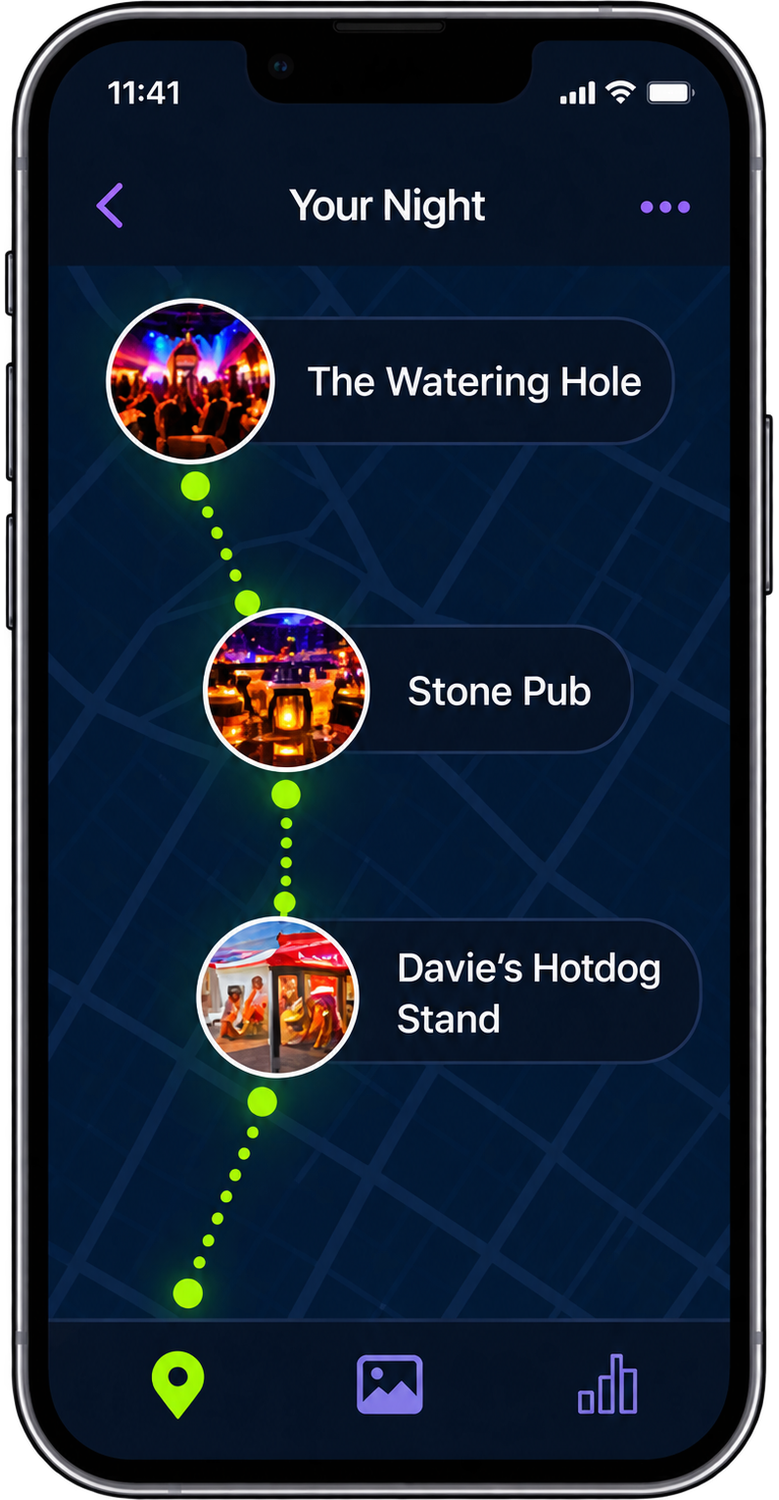 11:41
Your Night
The Watering Hole
Stone Pub
Davie’s Hotdog
Stand